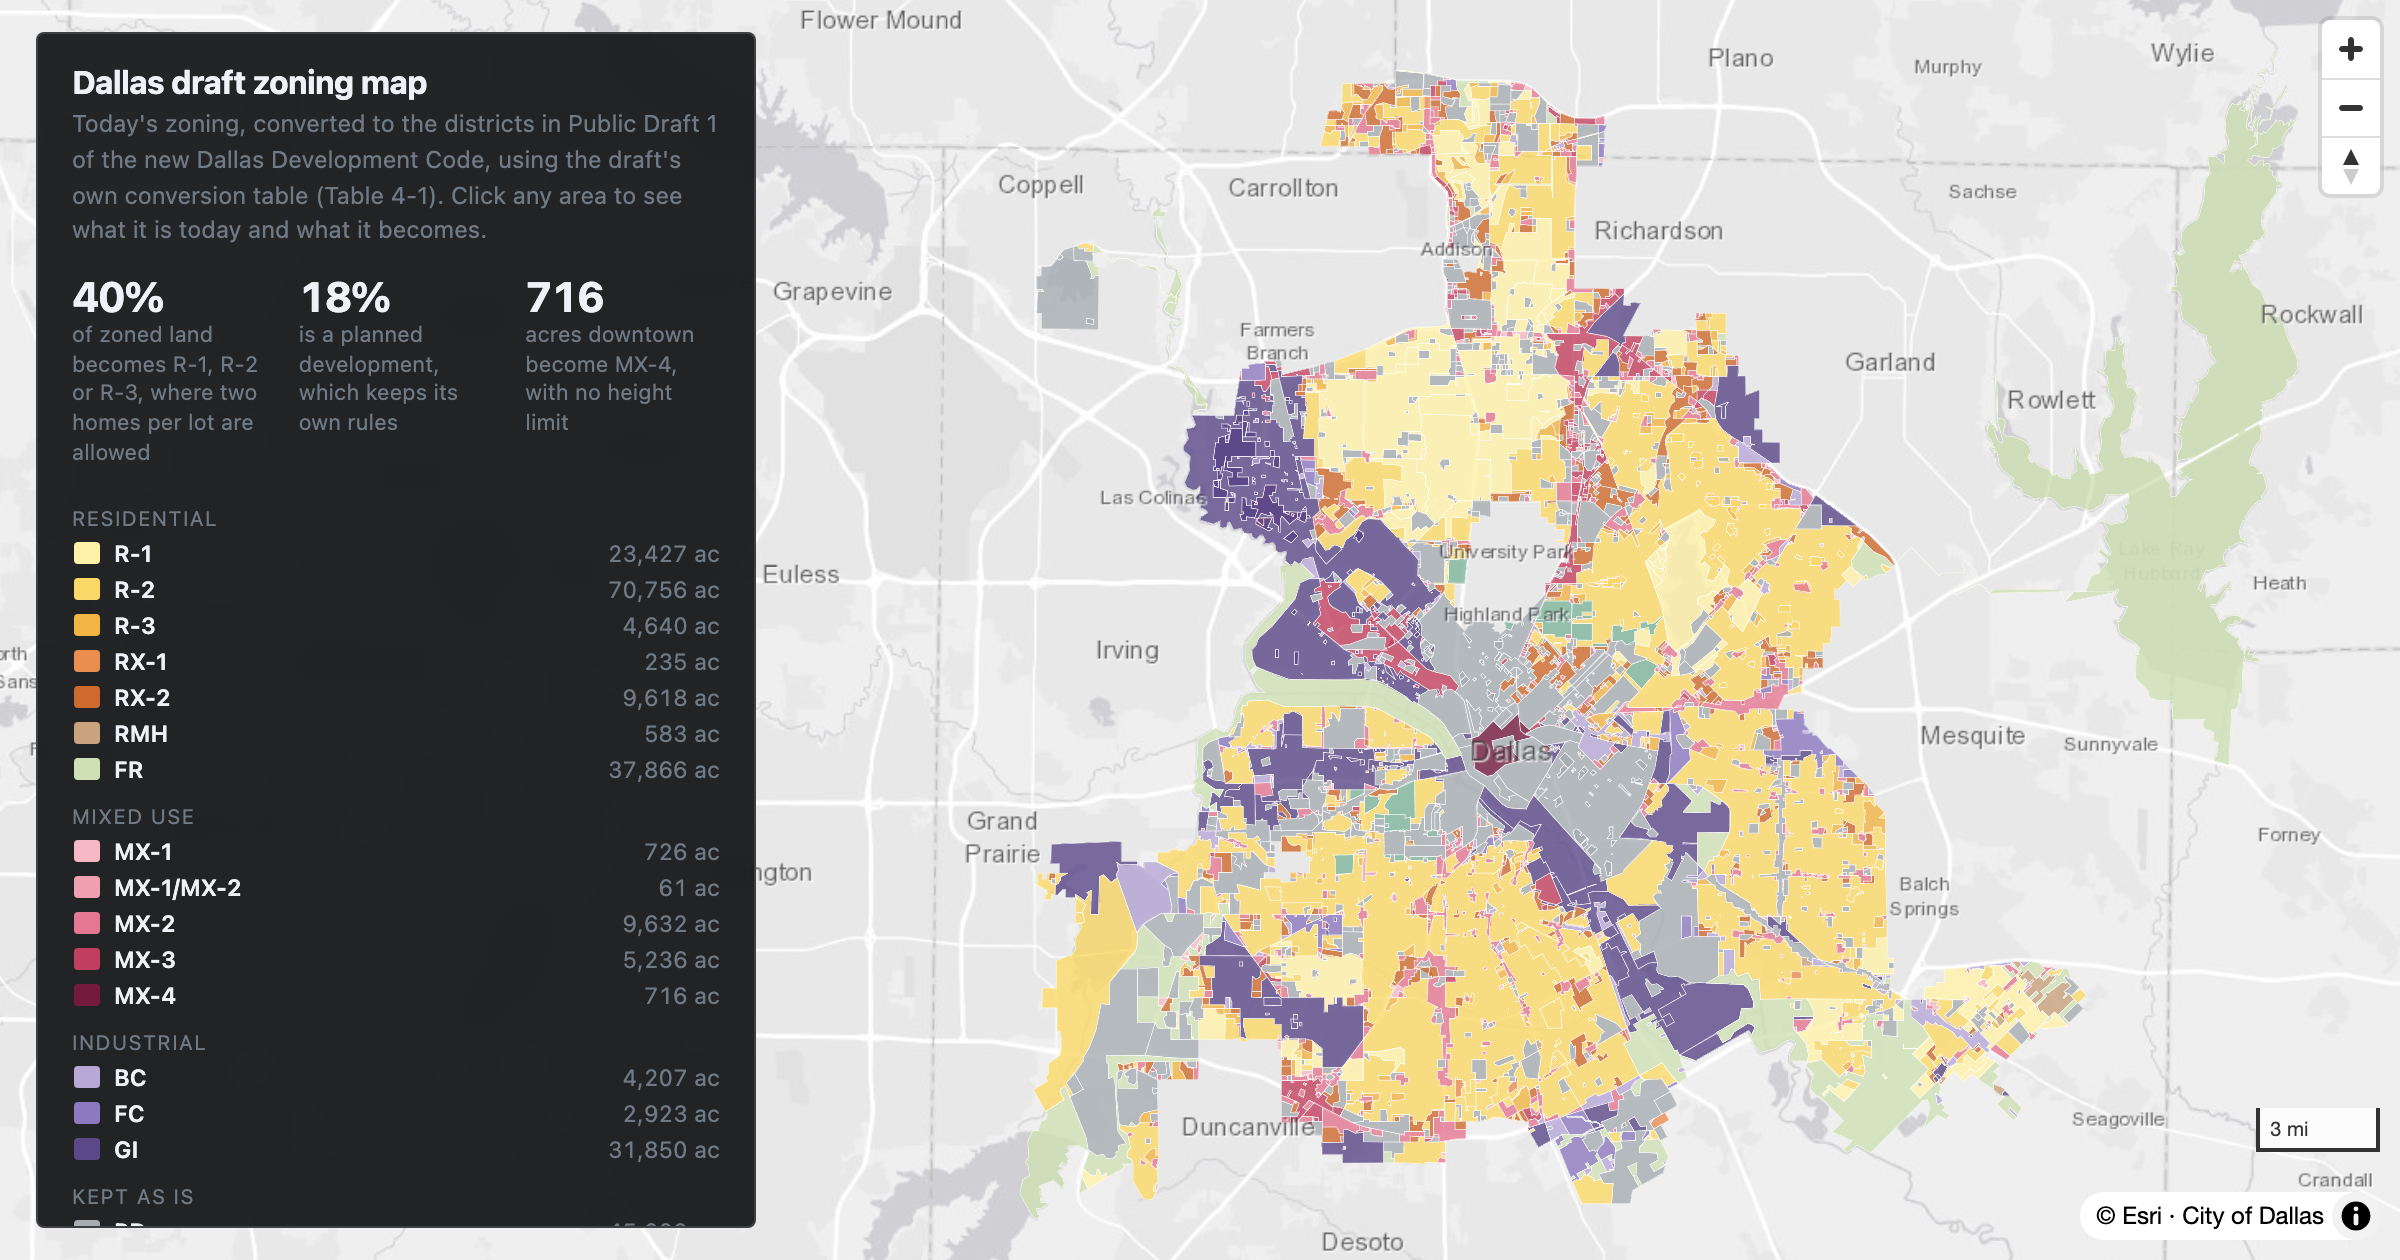 Dallas draft zoning map
Today's zoning, converted to the districts in Public Draft 1
of the new Dallas Development Code, using the draft's
own conversion table (Table 4-1). Click any area to see
what it is today and what it becomes.
40%
of zoned land
becomes R-1, R-2
or R-3, where two
homes per lot are
allowed
18%
is a planned
development,
which keeps its
own rules
716
acres downtown
become MX-4,
with no height
limit
RESIDENTIAL
R-1 23,427 ac
R-2 70,756 ac
R-3 4,640 ac
RX-1 235 ac
RX-2 9,618 ac
RMH 583 ac
FR 37,866 ac
MIXED USE
MX-1 726 ac
MX-1/MX-2 61 ac
MX-2 9,632 ac
MX-3 5,236 ac
MX-4 716 ac
INDUSTRIAL
BC 4,207 ac
FC 2,923 ac
GI 31,850 ac
KEPT AS IS
Flower Mound
Plano
Murphy
Wylie
Coppell
Carrollton
Sachse
Richardson
Addison
Grapevine
Rockwall
Farmers
Branch
Garland
Rowlett
Las Colinas
University Park
Lake Ray
Hubbard
Euless
Heath
Highland Park
Irving
Dallas
Mesquite
Sunnyvale
Grand
Prairie
Forney
ngton
Balch
Springs
Duncanville
Seagoville
3 mi
Crandall
Desoto
© Esri · City of Dallas